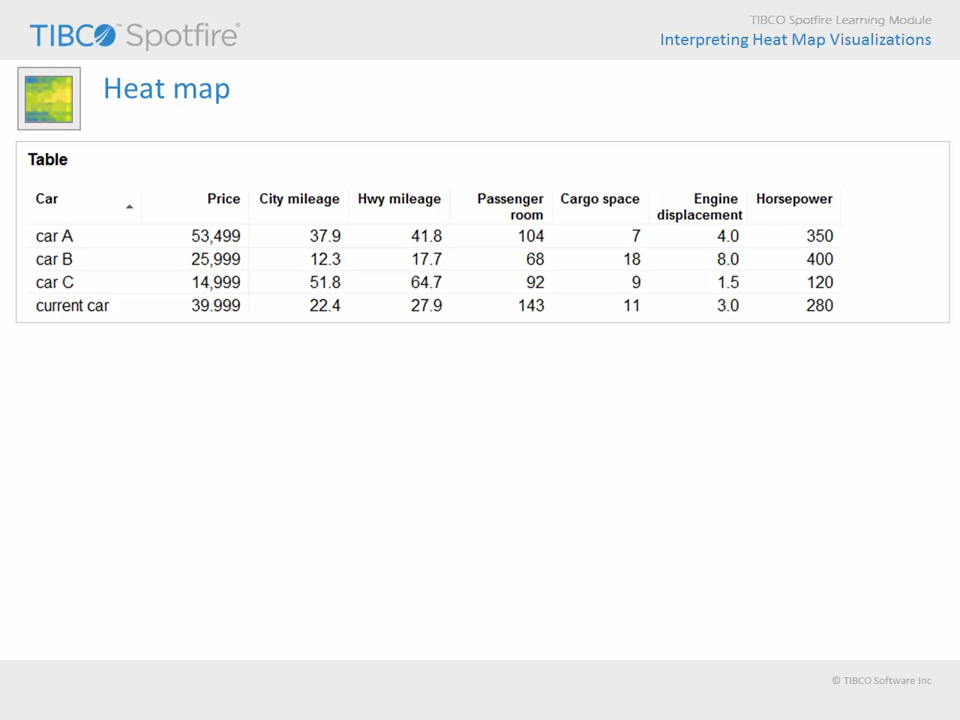 TIBCO™ Spotfire®
TIBCO Spotfire Learning Module
Interpreting Heat Map Visualizations
Heat map
Table
Car Price City mileage Hwy mileage Passenger room Cargo space Engine displacement Horsepower
car A 53,499 37.9 41.8 104 7 4.0 350
car B 25,999 12.3 17.7 68 18 8.0 400
car C 14,999 51.8 64.7 92 9 1.5 120
current car 39.999 22.4 27.9 143 11 3.0 280
© TIBCO Software Inc